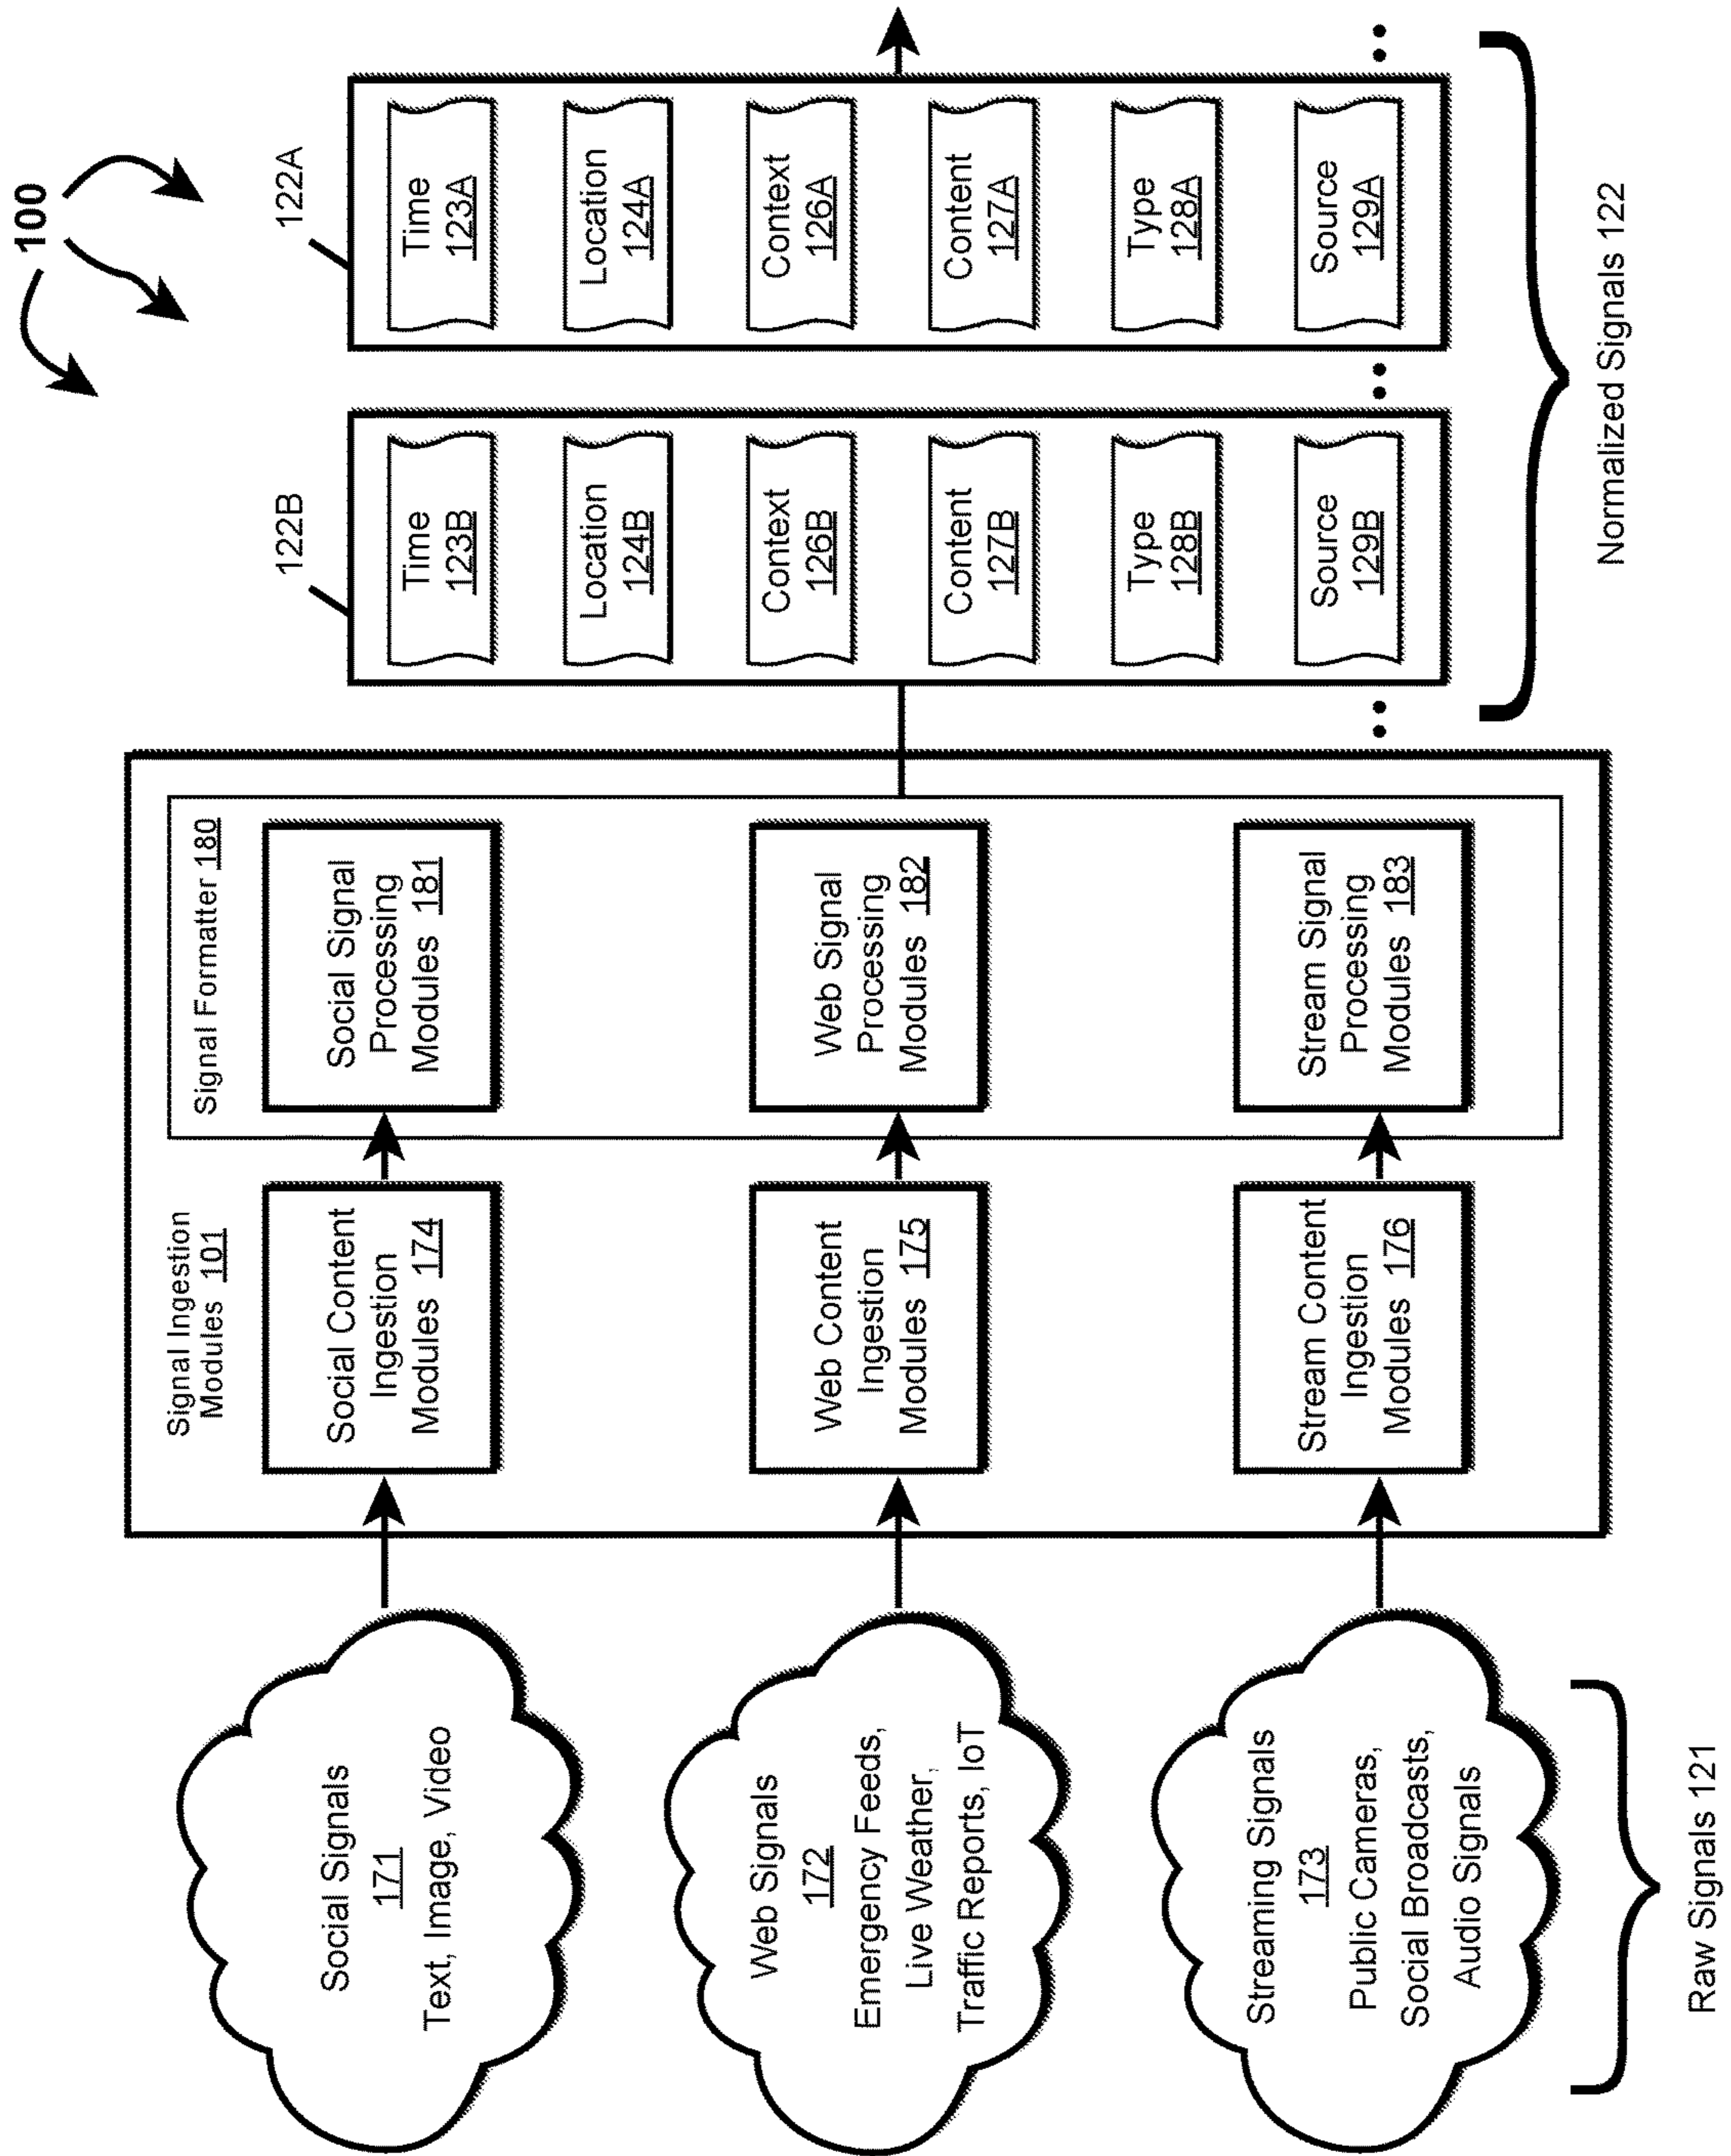 100
Social Signals
171
Text, Image, Video
Web Signals
172
Emergency Feeds,
Live Weather,
Traffic Reports, IoT
Streaming Signals
173
Public Cameras,
Social Broadcasts,
Audio Signals
Raw Signals 121
Signal Ingestion
Modules 101
Social Content
Ingestion
Modules 174
Web Content
Ingestion
Modules 175
Stream Content
Ingestion
Modules 176
Signal Formatter 180
Social Signal
Processing
Modules 181
Web Signal
Processing
Modules 182
Stream Signal
Processing
Modules 183
122B
Time
123B
Location
124B
Context
126B
Content
127B
Type
128B
Source
129B
122A
Time
123A
Location
124A
Context
126A
Content
127A
Type
128A
Source
129A
Normalized Signals 122